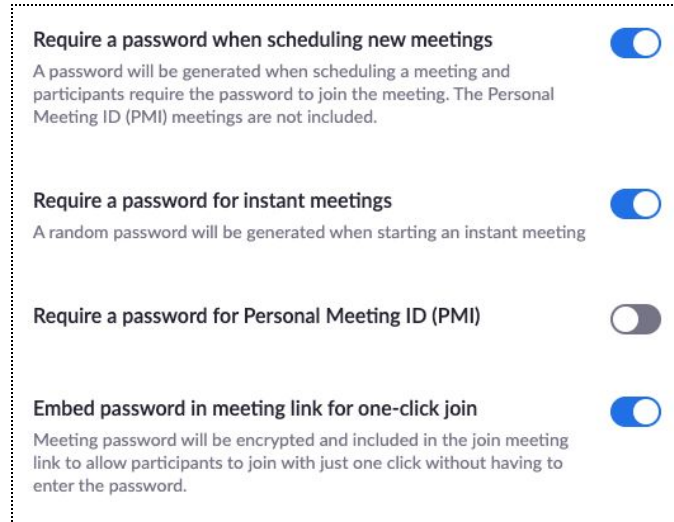 Require a password when scheduling new meetings
A password will be generated when scheduling a meeting and
participants require the password to join the meeting. The Personal
Meeting ID (PMI) meetings are not included.
Require a password for instant meetings
A random password will be generated when starting an instant meeting
Require a password for Personal Meeting ID (PMI)
Embed password in meeting link for one-click join
Meeting password will be encrypted and included in the join meeting
link to allow participants to join with just one click without having to
enter the password.